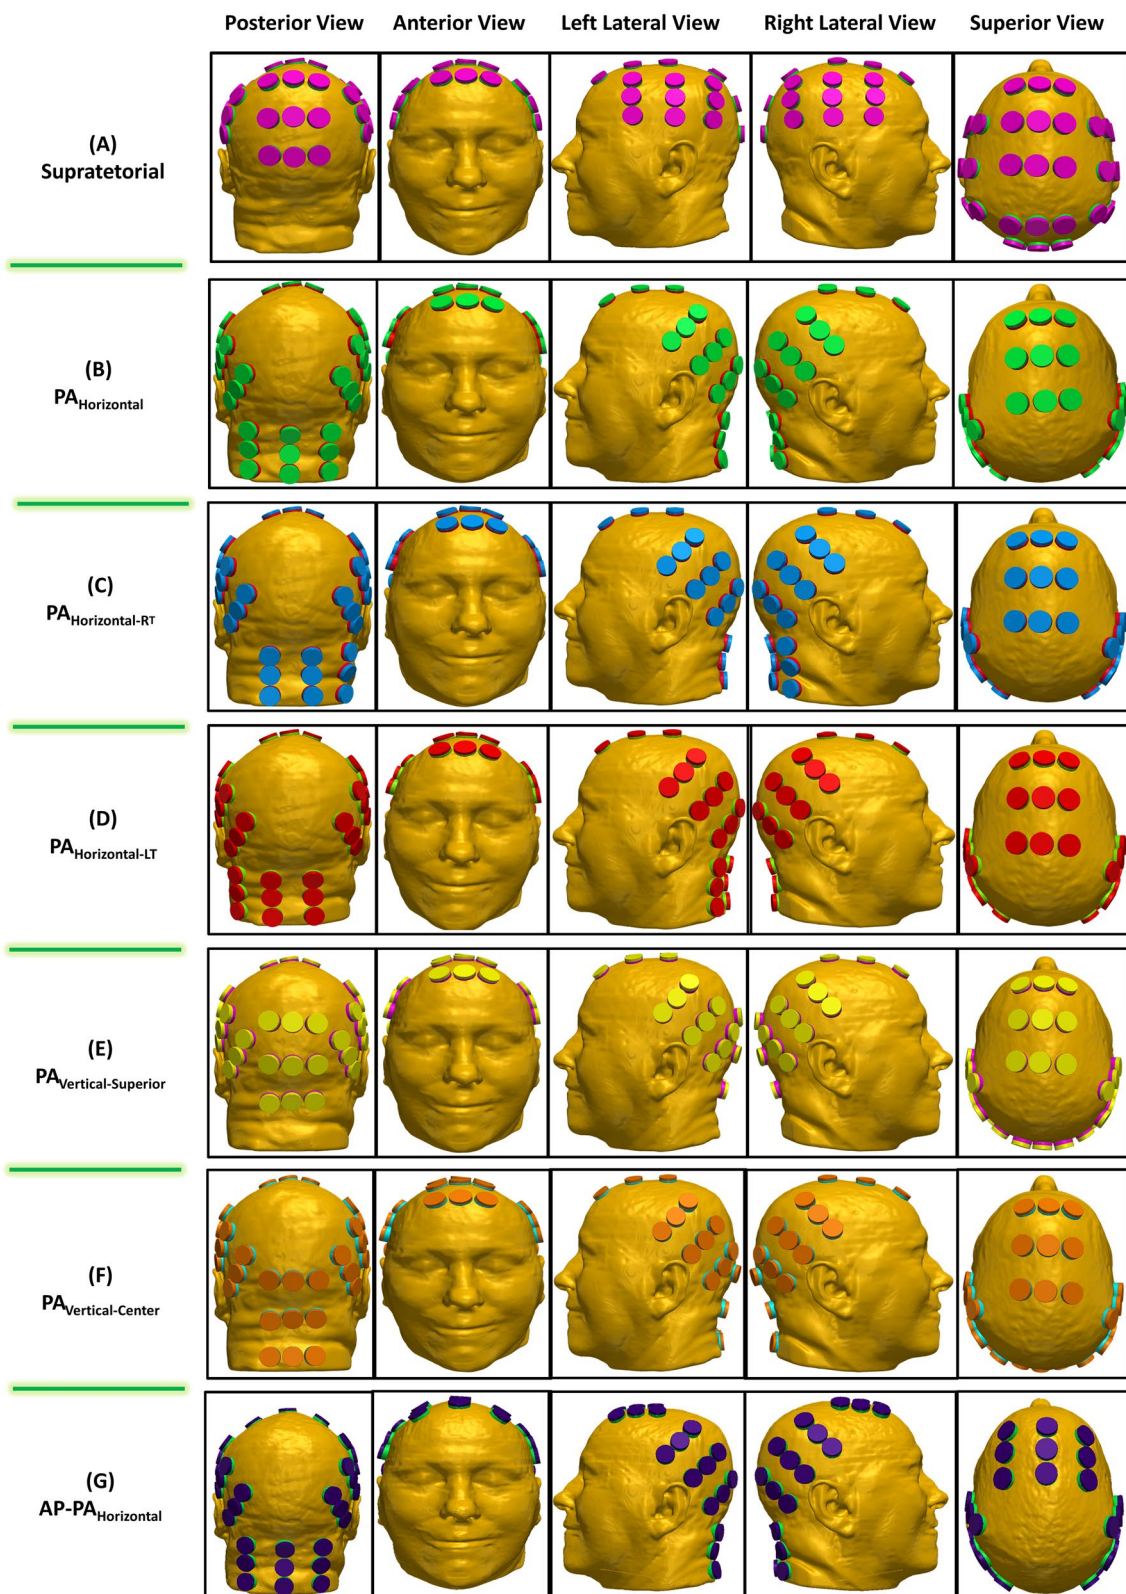 Posterior View Anterior View Left Lateral View Right Lateral View Superior View
(A)
Supratetorial
(B)
PAHorizontal
(C)
PAHorizontal-RT
(D)
PAHorizontal-LT
(E)
PAVertical-Superior
(F)
PAVertical-Center
(G)
AP-PAHorizontal